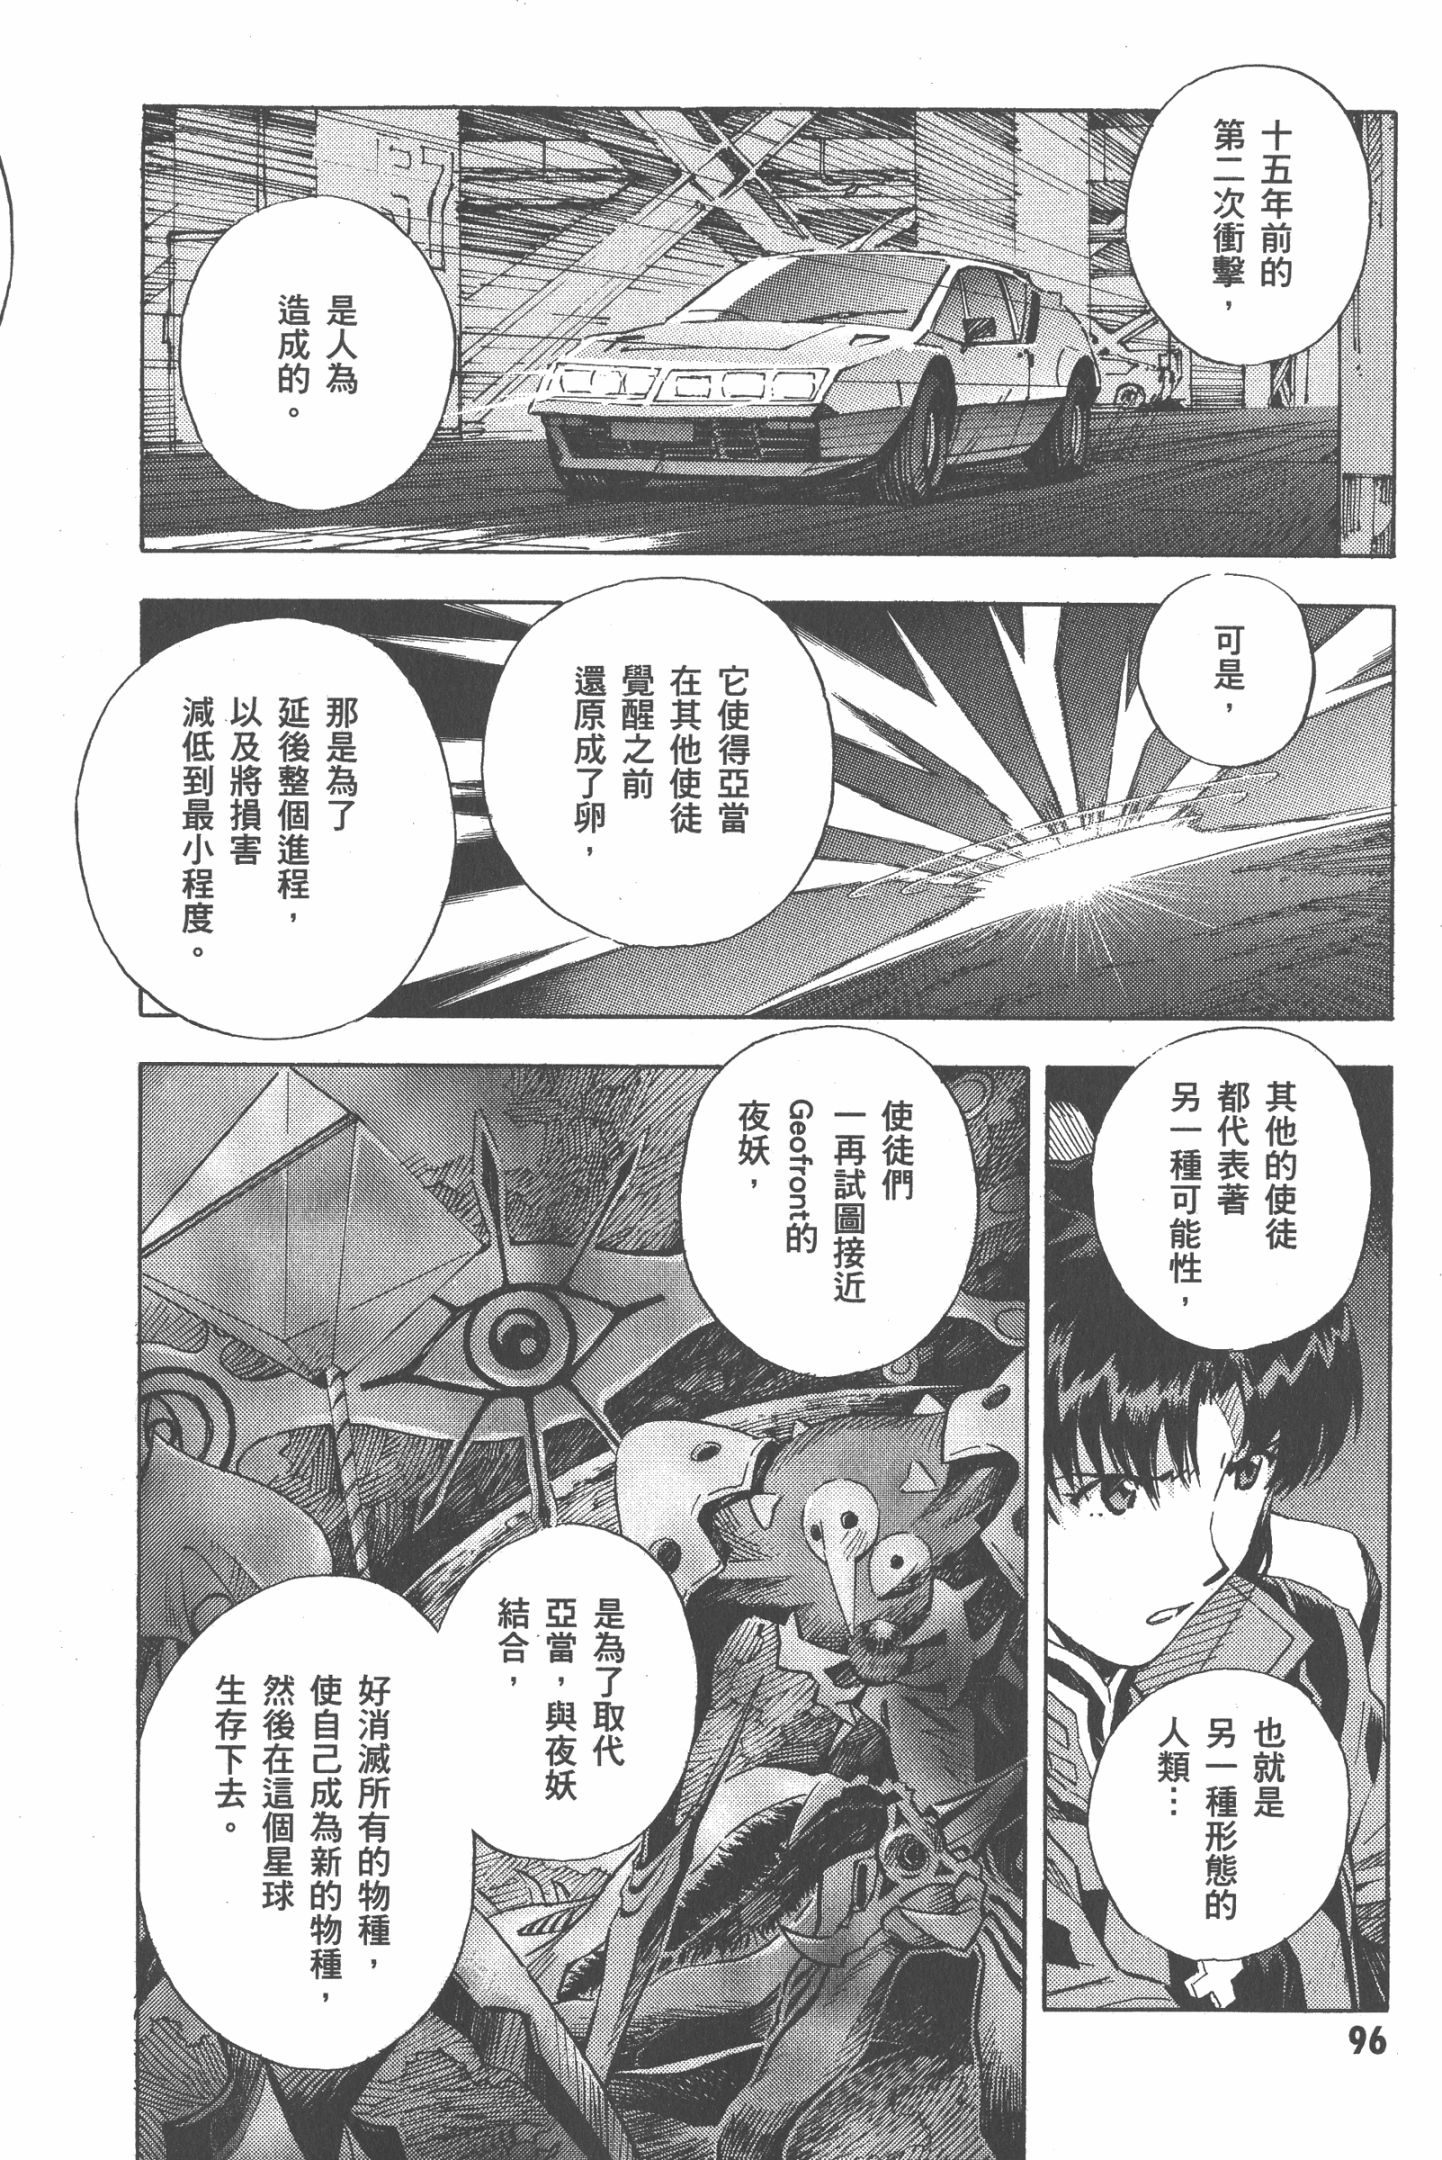 十五年前的
第二次衝擊，
是人為
造成的。
可是，
它使得亞當
在其他使徒
覺醒之前
還原成了卵，
那是為了
延後整個進程，
以及將損害
減低到最小程度。
其他的使徒
都代表著
另一種可能性，
也就是
另一種形態的
人類…
使徒們
一再試圖接近
Geofront的
夜妖，
是為了取代
亞當，與夜妖
結合，
好消滅所有的物種，
使自己成為新的物種，
然後在這個星球
生存下去。
96